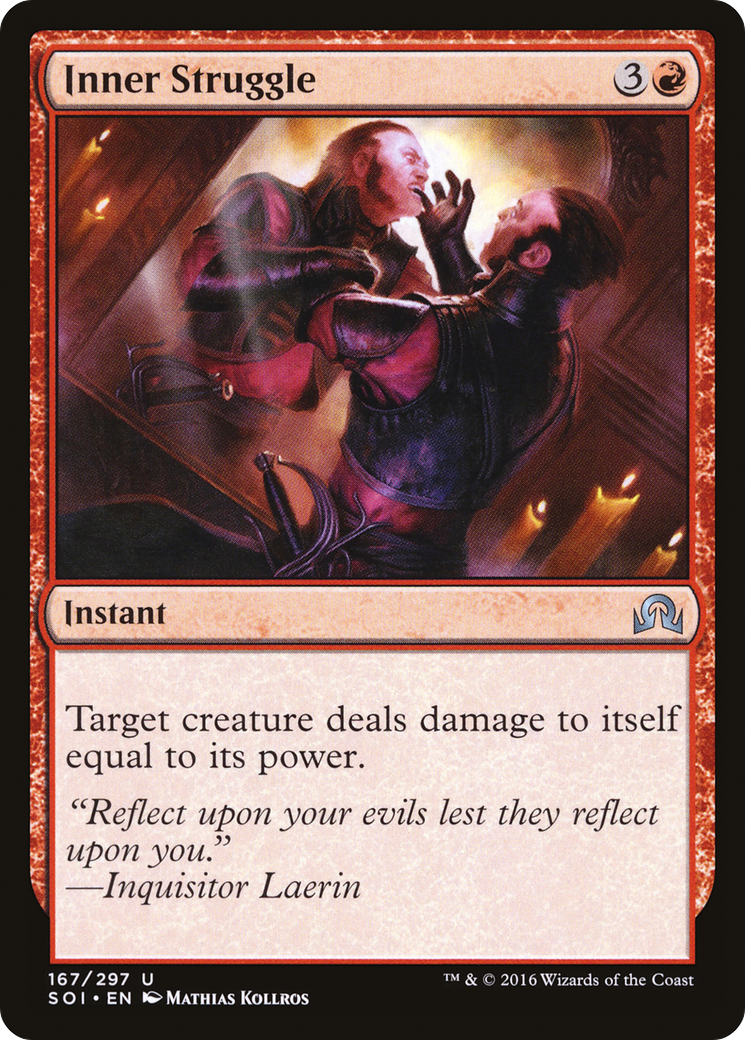 Inner Struggle 3
Instant
Target creature deals damage to itself
equal to its power.
“Reflect upon your evils lest they reflect
upon you.”
—Inquisitor Laerin
167/297 U
SOI • EN Mathias Kollros
™ & © 2016 Wizards of the Coast